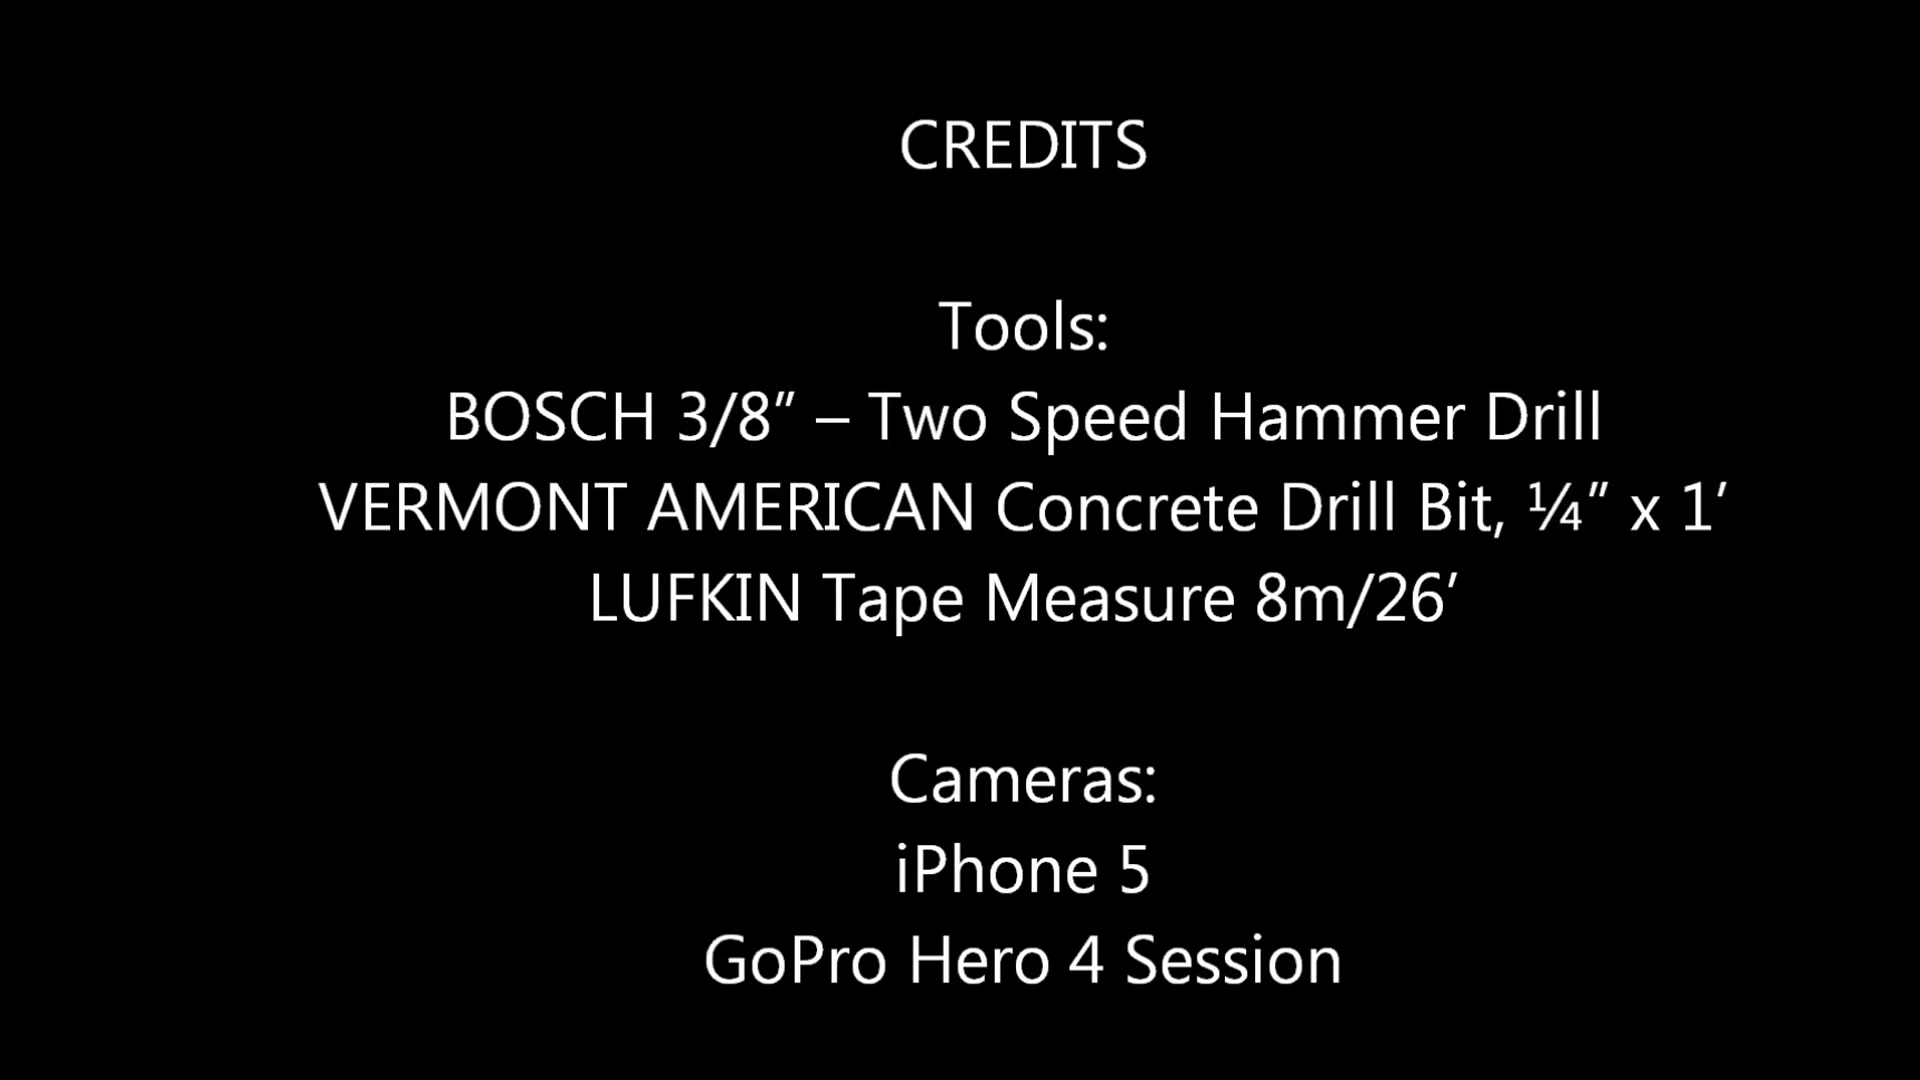 CREDITS
Tools:
BOSCH 3/8” – Two Speed Hammer Drill
VERMONT AMERICAN Concrete Drill Bit, ¼” x 1’
LUFKIN Tape Measure 8m/26’
Cameras:
iPhone 5
GoPro Hero 4 Session